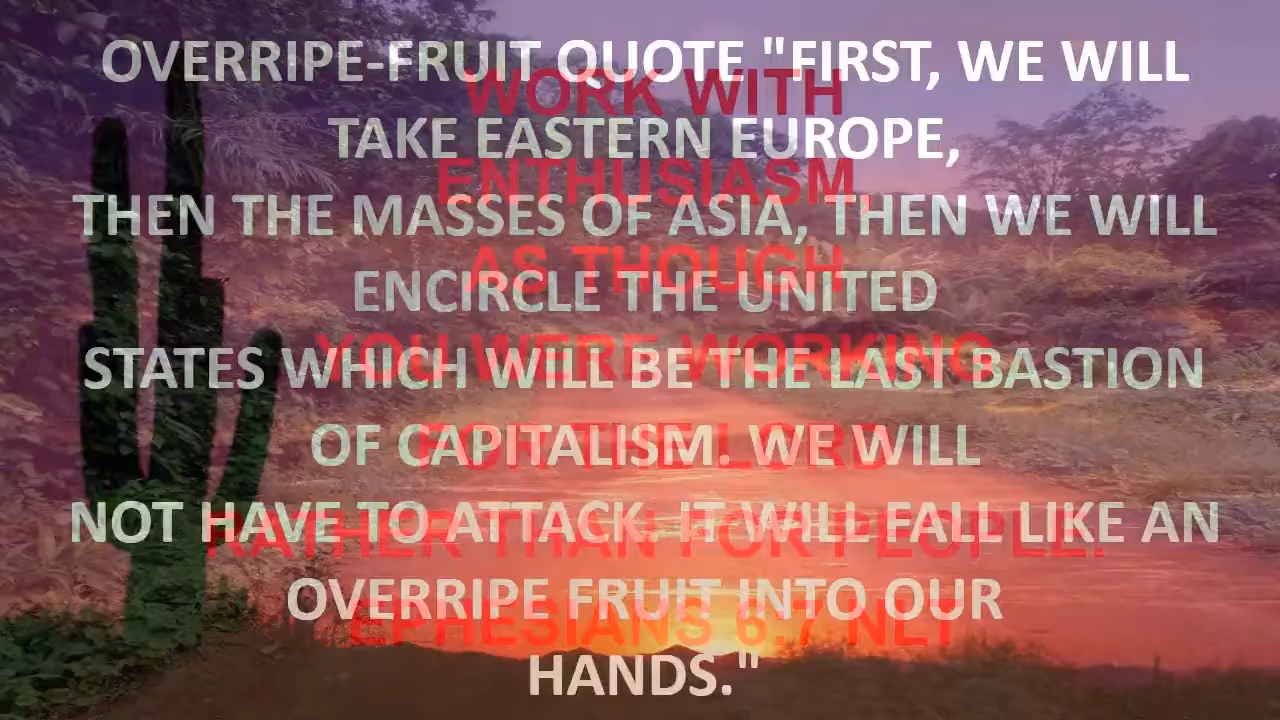 OVERRIPE-FRUIT QUOTE "FIRST, WE WILL
TAKE EASTERN EUROPE,
THEN THE MASSES OF ASIA, THEN WE WILL
ENCIRCLE THE UNITED
STATES WHICH WILL BE THE LAST BASTION
OF CAPITALISM. WE WILL
NOT HAVE TO ATTACK. IT WILL FALL LIKE AN
OVERRIPE FRUIT INTO OUR
HANDS."
WORK WITH
ENTHUSIASM,
AS THOUGH
YOU WERE WORKING
FOR THE LORD
RATHER THAN FOR PEOPLE.
EPHESIANS 6:7 NLT